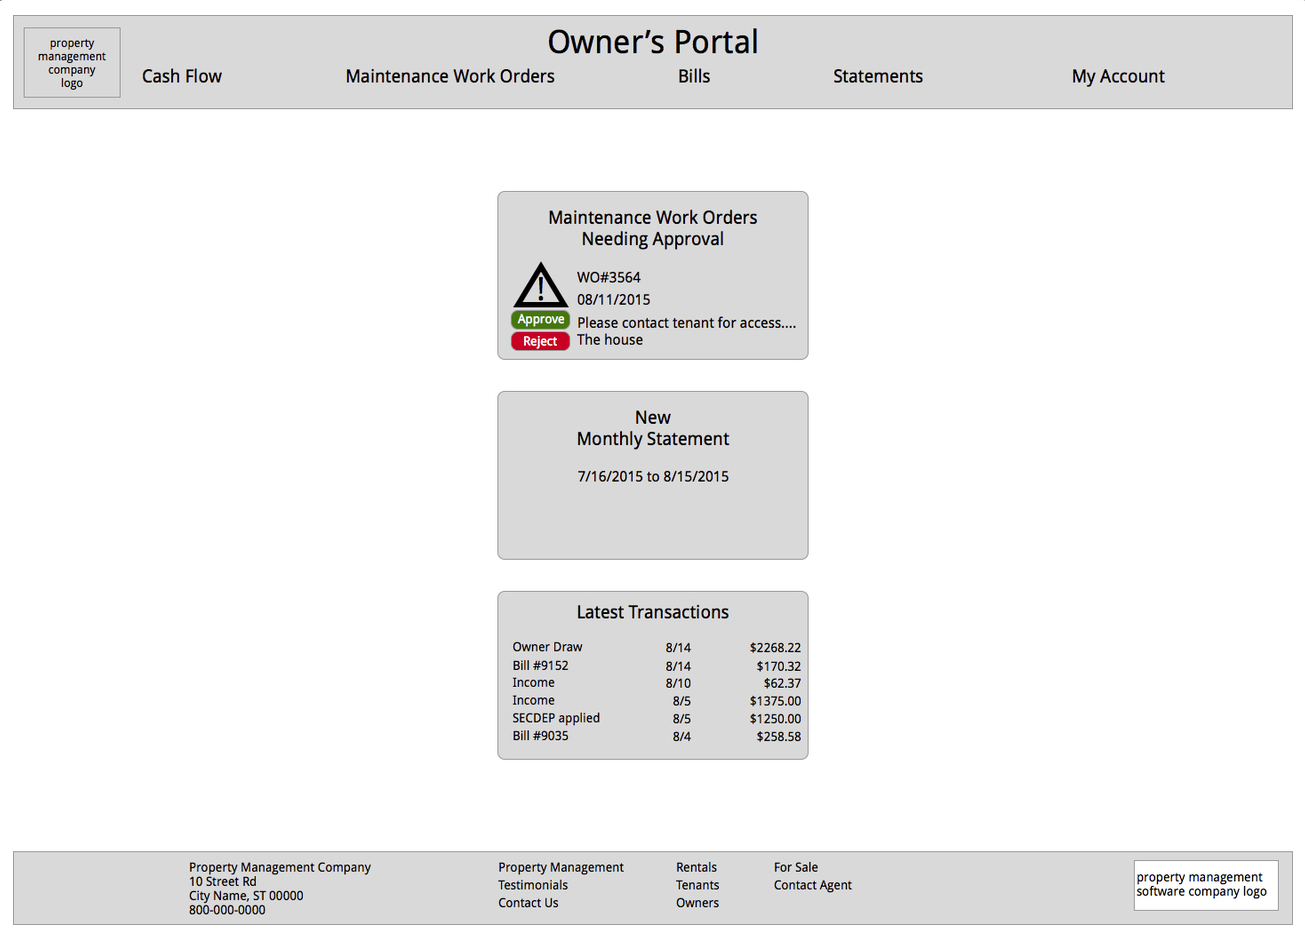 property
management
company
logo
Owner's Portal
Cash Flow
Maintenance Work Orders
Bills
Statements
My Account
Maintenance Work Orders
Needing Approval
WO#3564
08/11/2015
Approve
Please contact tenant for access....
Reject
The house
New
Monthly Statement
7/16/2015 to 8/15/2015
Latest Transactions
Owner Draw 8/14 $2268.22
Bill #9152 8/14 $170.32
Income 8/10 $62.37
Income 8/5 $1375.00
SECDEP applied 8/5 $1250.00
Bill #9035 8/4 $258.58
Property Management Company
10 Street Rd
City Name, ST 00000
800-000-0000
Property Management
Testimonials
Contact Us
Rentals
Tenants
Owners
For Sale
Contact Agent
property management
software company logo